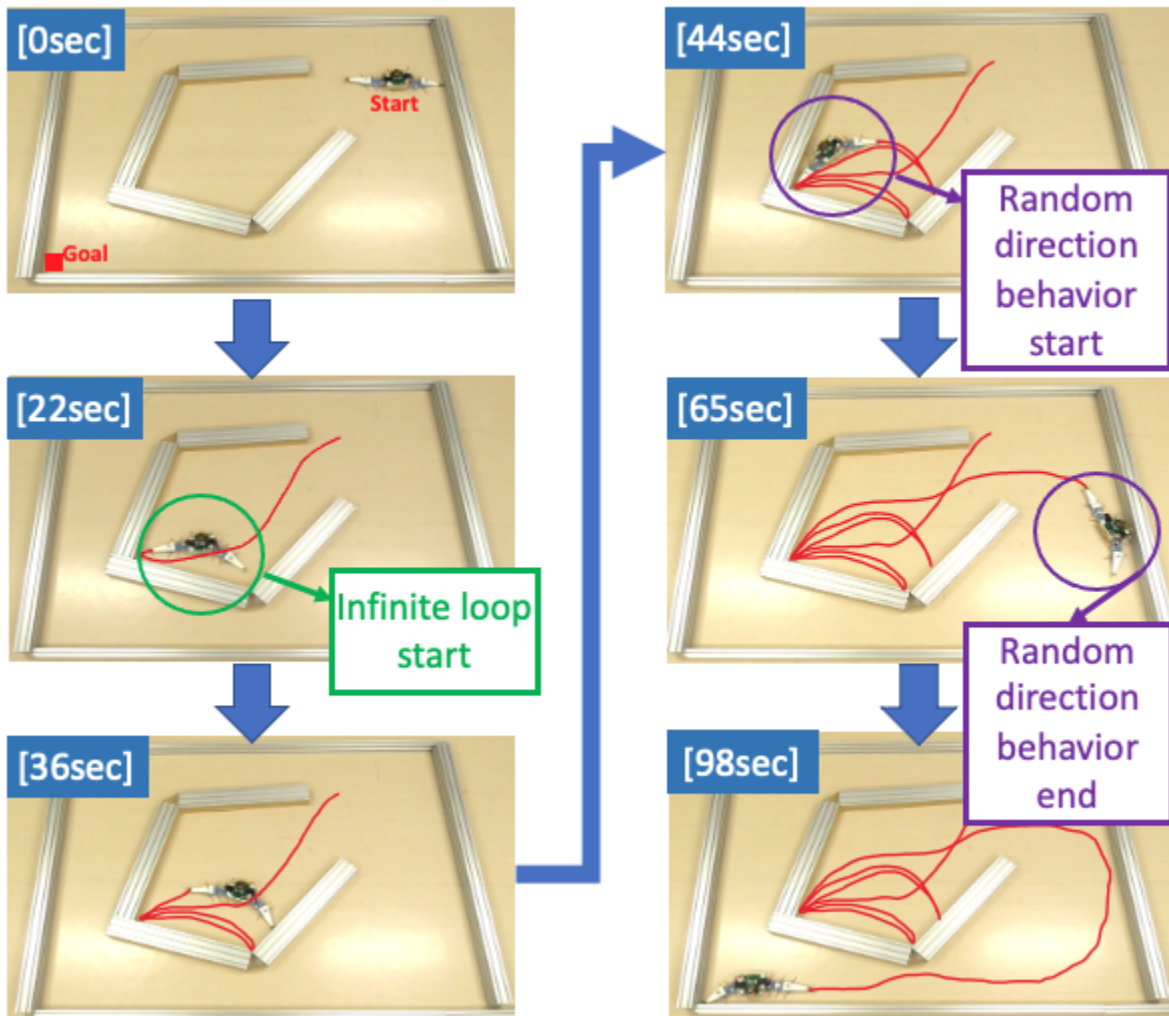 [0sec]
Start
Goal
[22sec]
Infinite loop
start
[36sec]
[44sec]
Random
direction
behavior
start
[65sec]
Random
direction
behavior
end
[98sec]